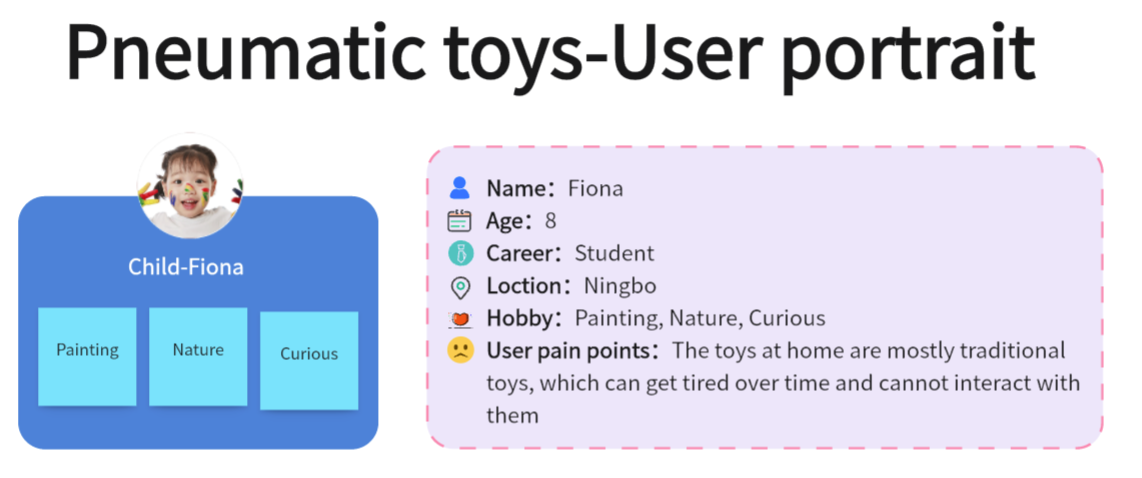 Pneumatic toys-User portrait
Child-Fiona
Painting
Nature
Curious
Name：Fiona
Age：8
Career：Student
Loction：Ningbo
Hobby：Painting, Nature, Curious
User pain points：The toys at home are mostly traditional
toys, which can get tired over time and cannot interact with
them